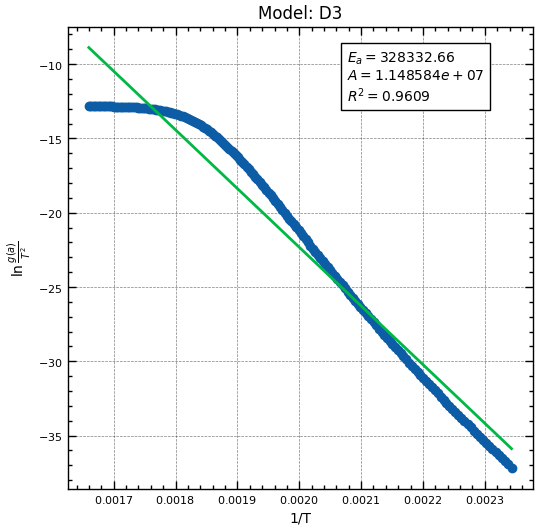 Model: D3
E_a = 328332.66
A = 1.148584e + 07
R^2 = 0.9609
−10
−15
−20
−25
−30
−35
ln g(a)/T^2
0.0017 0.0018 0.0019 0.0020 0.0021 0.0022 0.0023
1/T